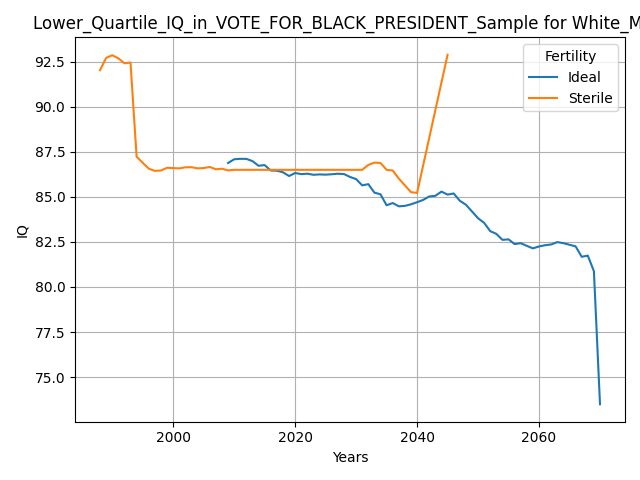 Lower_Quartile_IQ_in_VOTE_FOR_BLACK_PRESIDENT_Sample for White_M
Fertility
Ideal
Sterile
92.5
90.0
87.5
85.0
82.5
80.0
77.5
75.0
IQ
2000 2020 2040 2060
Years